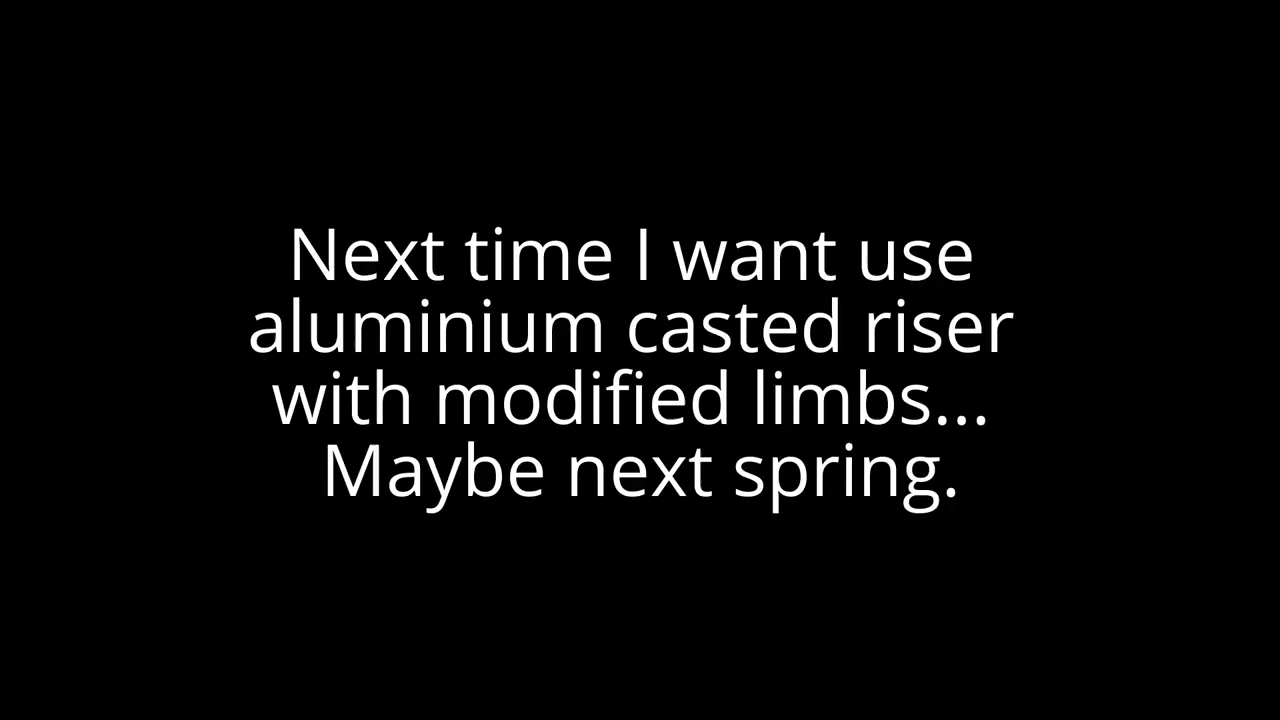 Next time I want use
aluminium casted riser
with modified limbs...
Maybe next spring.